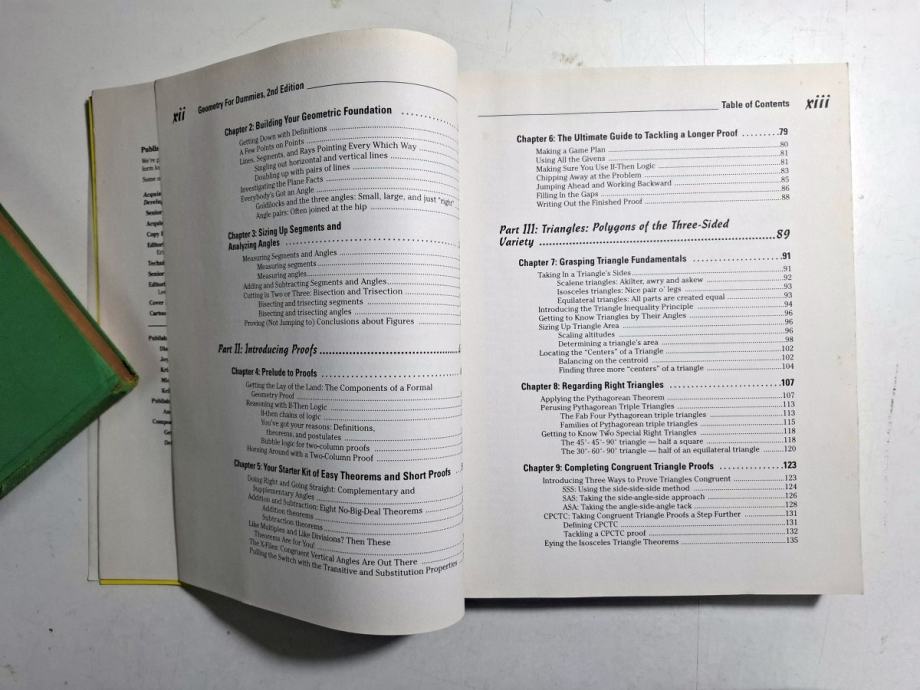 Publis
We're p
Some m
Acquis
Develop
Senior
Acquis
Copy E
Editori
Techni
Senior
Editori
Cover
Cartoo
Publish
Publish
Compos
xii Geometry For Dummies, 2nd Edition
Chapter 2: Building Your Geometric Foundation
Getting Down with Definitions
A Few Points on Points
Lines, Segments, and Rays Pointing Every Which Way
Singling out horizontal and vertical lines
Doubling up with pairs of lines
Investigating the Plane Facts
Everybody's Got an Angle
Goldilocks and the three angles: Small, large, and just "right"
Angle pairs: Often joined at the hip
Chapter 3: Sizing Up Segments and
Analyzing Angles
Measuring Segments and Angles
Measuring segments
Measuring angles
Adding and Subtracting Segments and Angles
Cutting in Two or Three: Bisection and Trisection
Bisecting and trisecting segments
Bisecting and trisecting angles
Proving (Not Jumping to) Conclusions about Figures
Part II: Introducing Proofs
Chapter 4: Prelude to Proofs
Getting the Lay of the Land: The Components of a Formal
Geometry Proof
Reasoning with If-Then Logic
If-then chains of logic
You've got your reasons: Definitions,
theorems, and postulates
Bubble logic for two-column proofs
Horsing Around with a Two-Column Proof
Chapter 5: Your Starter Kit of Easy Theorems and Short Proofs
Doing Right and Going Straight: Complementary and
Supplementary Angles
Addition and Subtraction: Eight No-Big-Deal Theorems
Addition theorems
Subtraction theorems
Like Multiples and Like Divisions? Then These
Theorems Are for You!
The X-Files: Congruent Vertical Angles Are Out There
Pulling the Switch with the Transitive and Substitution Properties
Table of Contents xiii
Chapter 6: The Ultimate Guide to Tackling a Longer Proof .........79
Making a Game Plan 80
Using All the Givens 81
Making Sure You Use If-Then Logic 81
Chipping Away at the Problem 83
Jumping Ahead and Working Backward 85
Filling In the Gaps 86
Writing Out the Finished Proof 88
Part III: Triangles: Polygons of the Three-Sided
Variety 89
Chapter 7: Grasping Triangle Fundamentals 91
Taking In a Triangle's Sides 91
Scalene triangles: Akilter, awry and askew 92
Isosceles triangles: Nice pair o' legs 93
Equilateral triangles: All parts are created equal 93
Introducing the Triangle Inequality Principle 94
Getting to Know Triangles by Their Angles 96
Sizing Up Triangle Area 96
Scaling altitudes 96
Determining a triangle's area 98
Locating the "Centers" of a Triangle 102
Balancing on the centroid 102
Finding three more "centers" of a triangle 104
Chapter 8: Regarding Right Triangles 107
Applying the Pythagorean Theorem 107
Perusing Pythagorean Triple Triangles 113
The Fab Four Pythagorean triple triangles 113
Families of Pythagorean triple triangles 115
Getting to Know Two Special Right Triangles 118
The 45°- 45°- 90° triangle — half a square 118
The 30°- 60°- 90° triangle — half of an equilateral triangle 120
Chapter 9: Completing Congruent Triangle Proofs 123
Introducing Three Ways to Prove Triangles Congruent 123
SSS: Using the side-side-side method 124
SAS: Taking the side-angle-side approach 126
ASA: Taking the angle-side-angle tack 128
CPCTC: Taking Congruent Triangle Proofs a Step Further 131
Defining CPCTC 131
Tackling a CPCTC proof 132
Eying the Isosceles Triangle Theorems 135